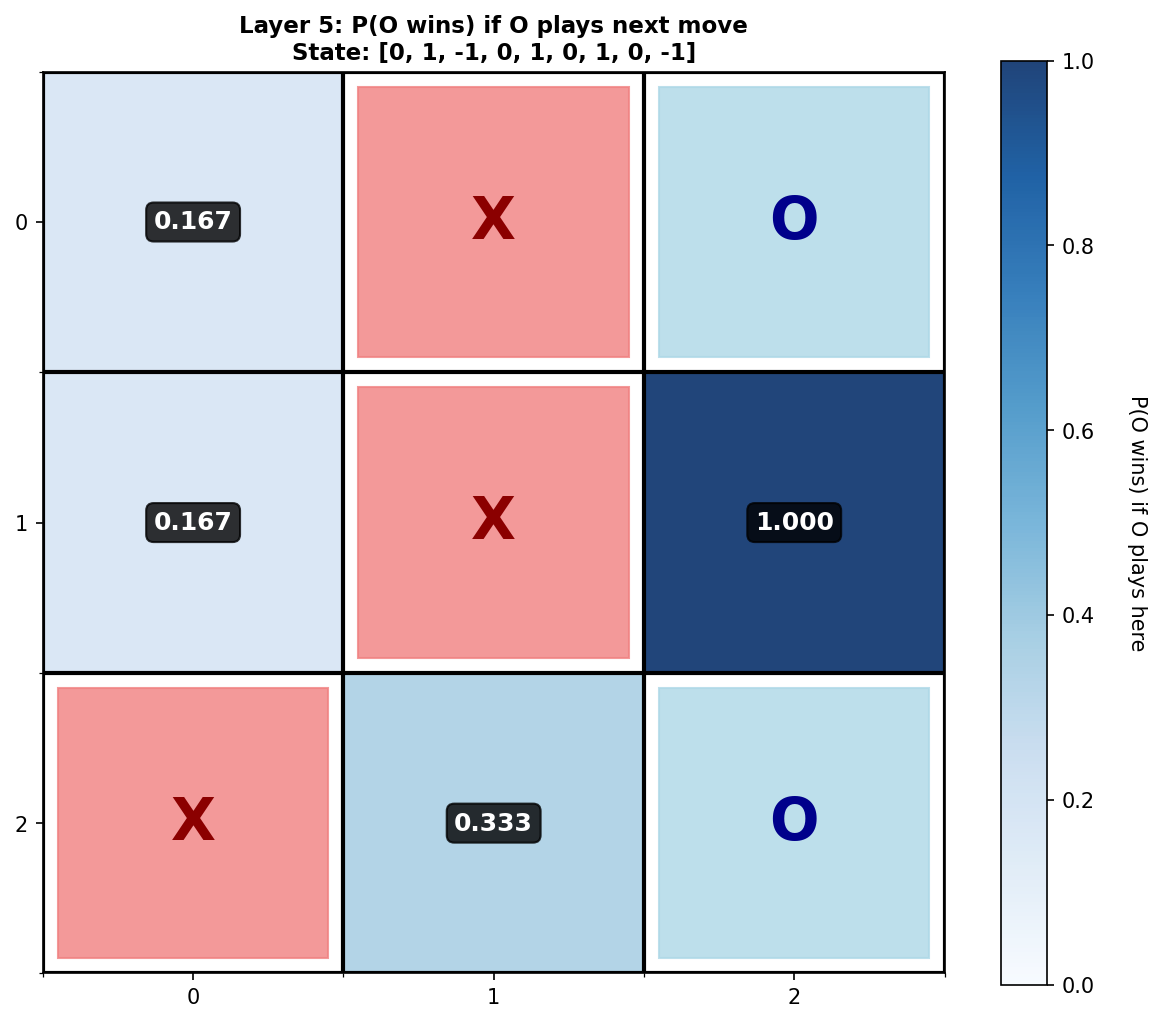 Layer 5: P(O wins) if O plays next move
State: [0, 1, -1, 0, 1, 0, 1, 0, -1]
0
0.167
X
O
1
0.167
X
1.000
2
X
0.333
O
0
1
2
1.0
0.8
0.6
0.4
0.2
0.0
P(O wins) if O plays here